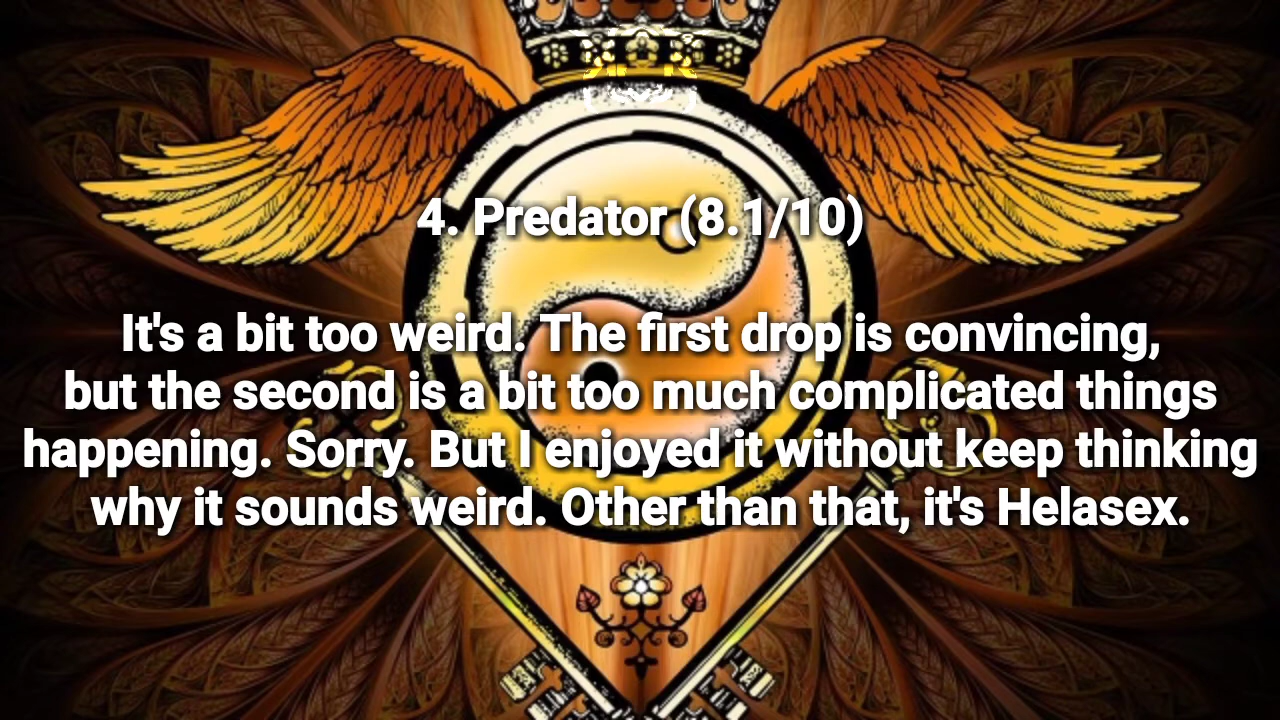 4. Predator (8.1/10)
It's a bit too weird. The first drop is convincing,
but the second is a bit too much complicated things
happening. Sorry. But I enjoyed it without keep thinking
why it sounds weird. Other than that, it's Helasex.